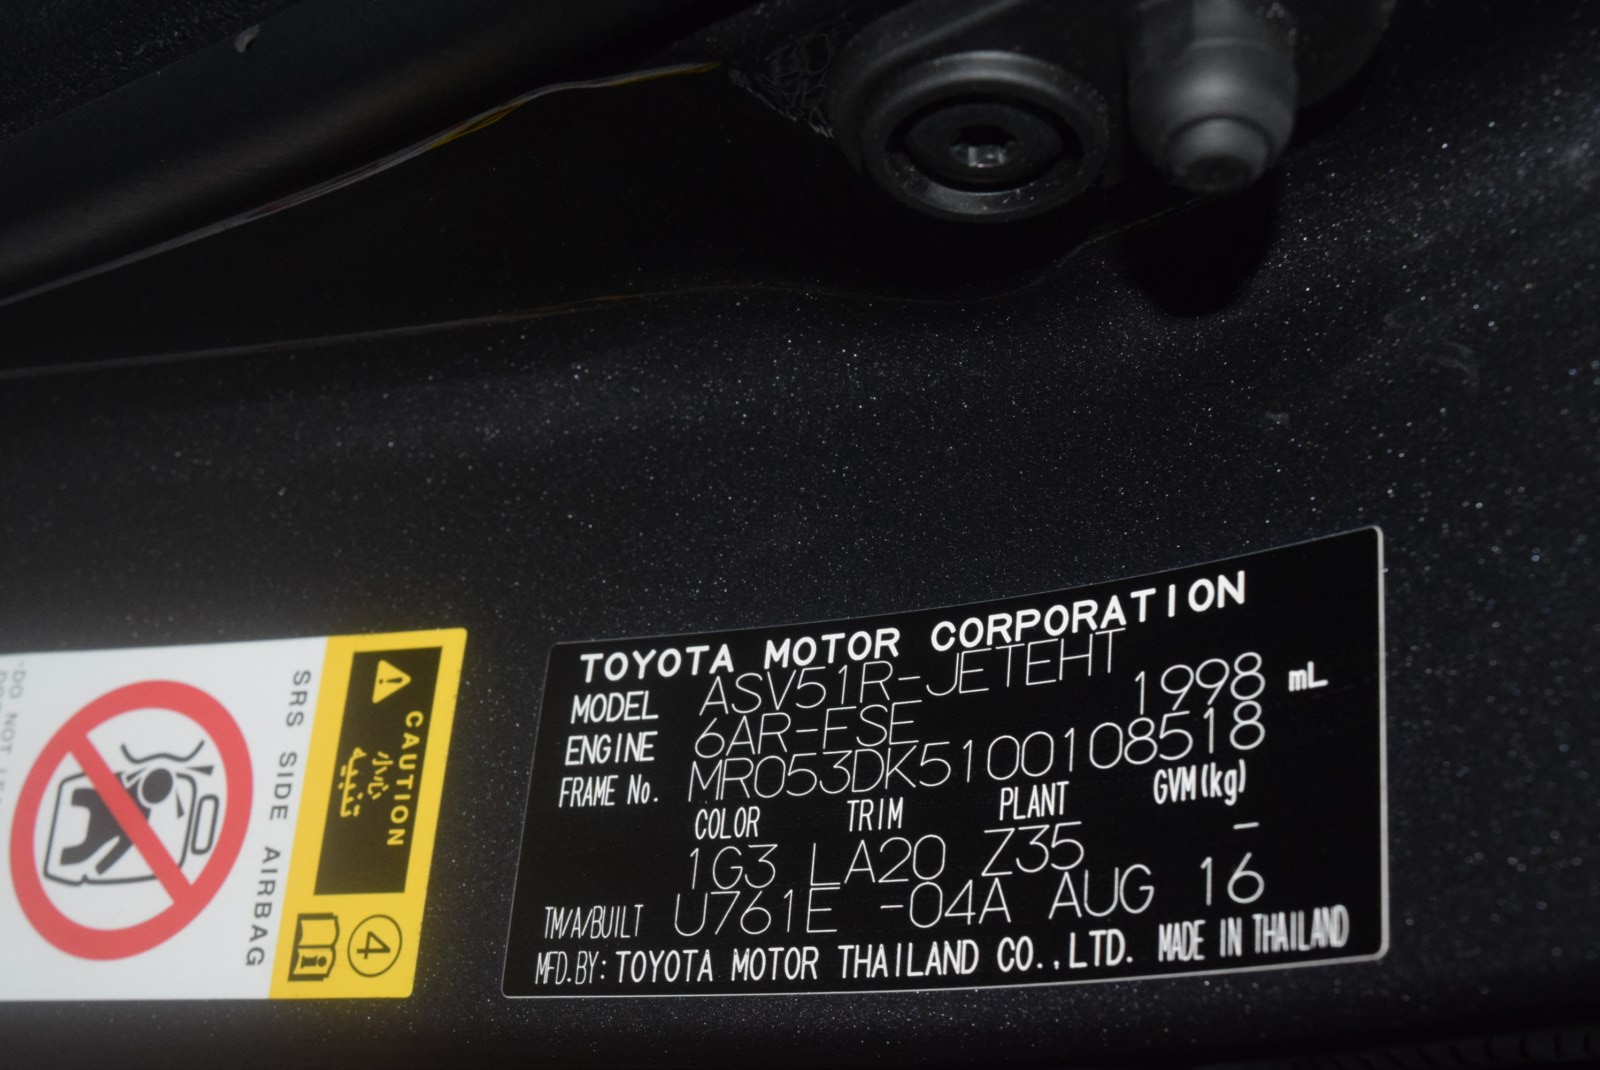 TOYOTA MOTOR CORPORATION
MODEL ASV51R-JETEHT
ENGINE 6AR-FSE 1998 mL
FRAME No. MR053DK5100108518
COLOR TRIM PLANT GVM(kg)
1G3 LA20 Z35 -
TM/A/BUILT U761E -04A AUG 16
MFD.BY: TOYOTA MOTOR THAILAND CO.,LTD. MADE IN THAILAND
CAUTION
4
SRS SIDE AIRBAG
DO NOT